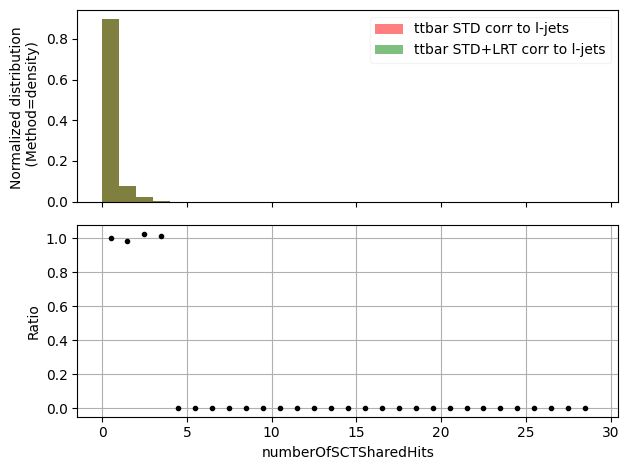 Normalized distribution
(Method=density)
0.8
0.6
0.4
0.2
0.0
ttbar STD corr to l-jets
ttbar STD+LRT corr to l-jets
Ratio
1.0
0.8
0.6
0.4
0.2
0.0
0 5 10 15 20 25 30
numberOfSCTSharedHits